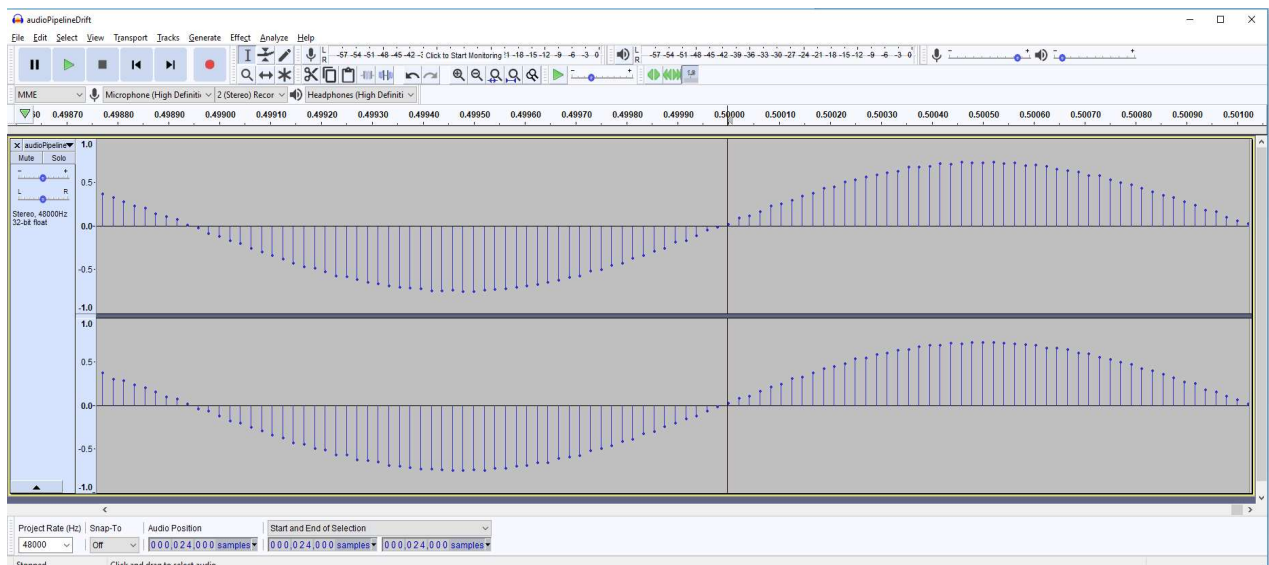 audioPipelineDrift
File Edit Select View Transport Tracks Generate Effect Analyze Help
L R -57 -54 -51 -48 -45 -42 Click to Start Monitoring -18 -15 -12 -9 -6 -3 0 L R -57 -54 -51 -48 -45 -42 -39 -36 -33 -30 -27 -24 -21 -18 -15 -12 -9 -6 -3 0 - + - +
MME Microphone (High Definiti 2 (Stereo) Recor Headphones (High Definiti
0.49870 0.49880 0.49890 0.49900 0.49910 0.49920 0.49930 0.49940 0.49950 0.49960 0.49970 0.49980 0.49990 0.50000 0.50010 0.50020 0.50030 0.50040 0.50050 0.50060 0.50070 0.50080 0.50090 0.50100
X audioPipeline 1.0
Mute Solo
- +
0.5
L R
Stereo, 48000Hz
32-bit float
0.0
-0.5
-1.0
1.0
0.5
0.0
-0.5
-1.0
Project Rate (Hz) Snap-To Audio Position Start and End of Selection
48000 Off 000,024,000 samples 000,024,000 samples 000,024,000 samples
Stopped. Click and drag to select audio